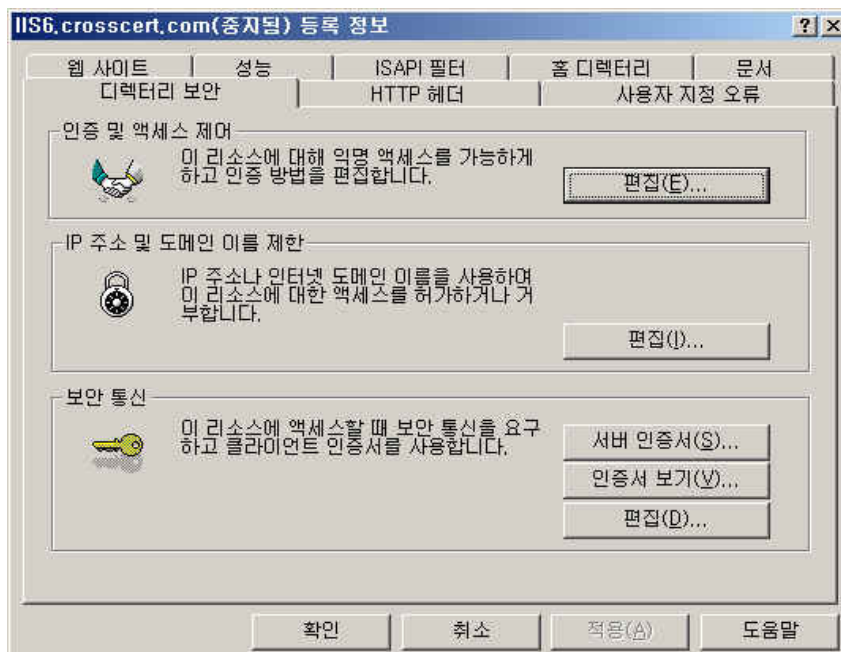 IIS6.crosscert.com(중지됨) 등록 정보
웹 사이트 성능 ISAPI 필터 홈 디렉터리 문서
디렉터리 보안 HTTP 헤더 사용자 지정 오류
인증 및 액세스 제어
이 리소스에 대해 익명 액세스를 가능하게
하고 인증 방법을 편집합니다.
편집(E)...
IP 주소 및 도메인 이름 제한
IP 주소나 인터넷 도메인 이름을 사용하여
이 리소스에 대한 액세스를 허가하거나 거
부합니다.
편집(I)...
보안 통신
이 리소스에 액세스할 때 보안 통신을 요구
하고 클라이언트 인증서를 사용합니다.
서버 인증서(S)...
인증서 보기(V)...
편집(D)...
확인 취소 적용(A) 도움말